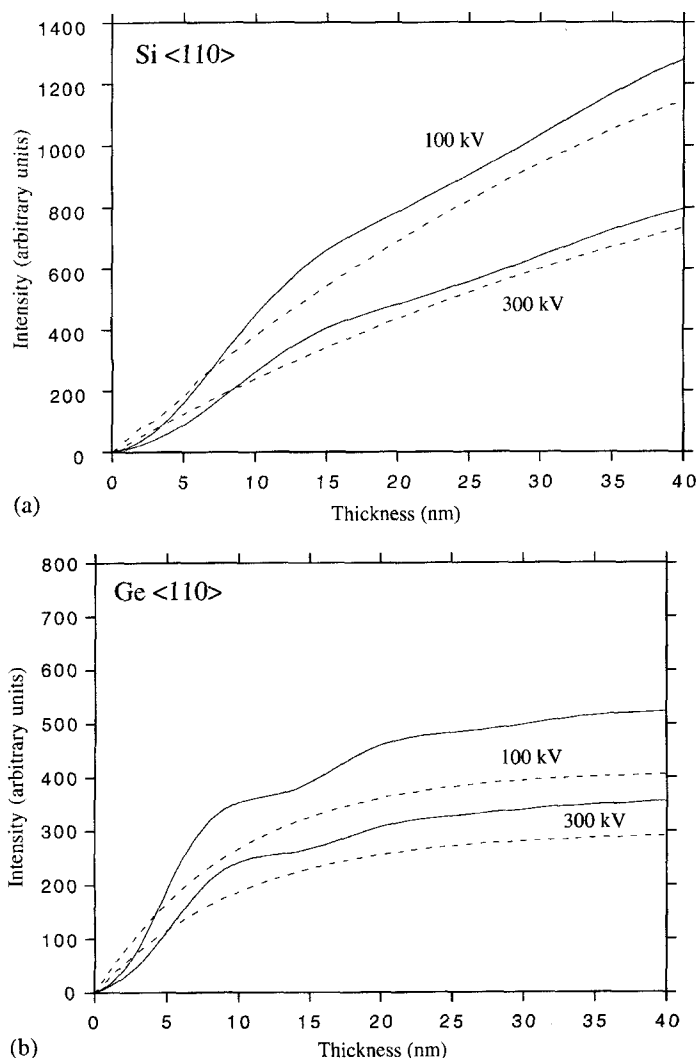 1400
1200
1000
800
600
400
200
0
Intensity (arbitrary units)
Si <110>
100 kV
300 kV
0 5 10 15 20 25 30 35 40
Thickness (nm)
(a)
800
700
600
500
400
300
200
100
0
Intensity (arbitrary units)
Ge <110>
100 kV
300 kV
0 5 10 15 20 25 30 35 40
Thickness (nm)
(b)